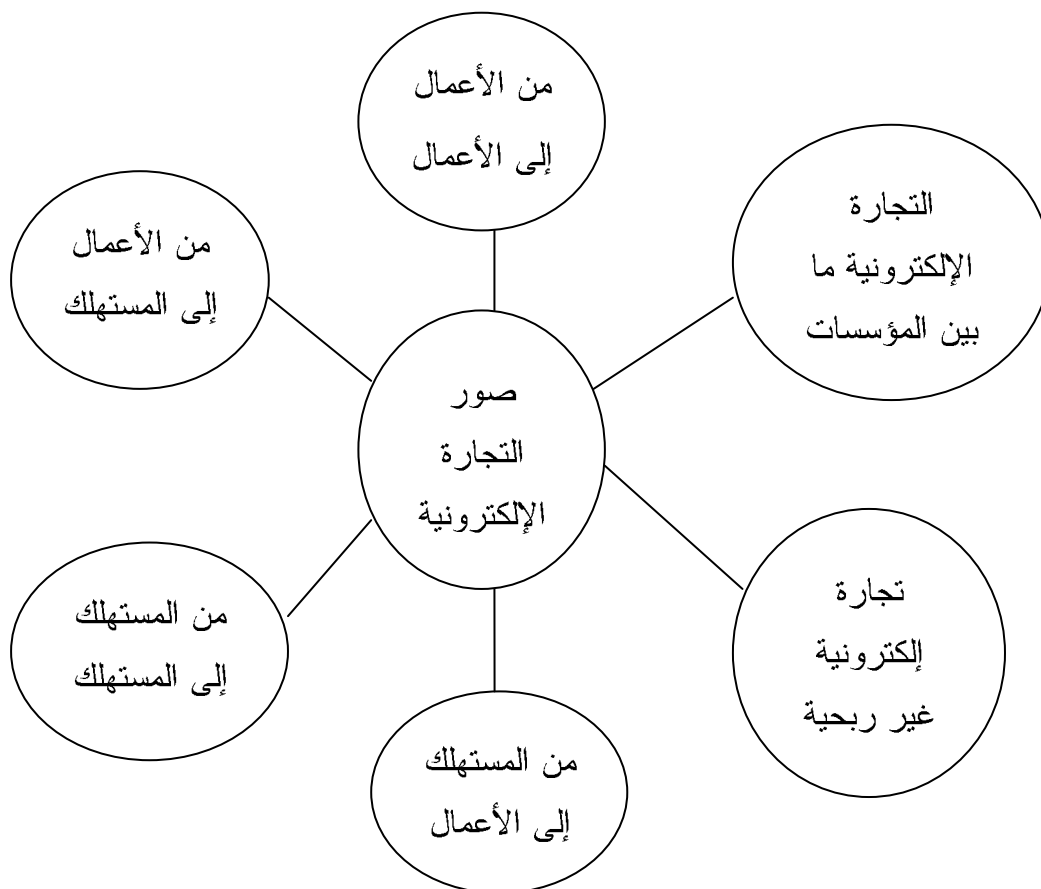 من الأعمال
إلى الأعمال
التجارة
الإلكترونية ما
بين المؤسسات
من الأعمال
إلى المستهلك
صور
التجارة
الإلكترونية
تجارة
إلكترونية
غير ربحية
من المستهلك
إلى المستهلك
من المستهلك
إلى الأعمال